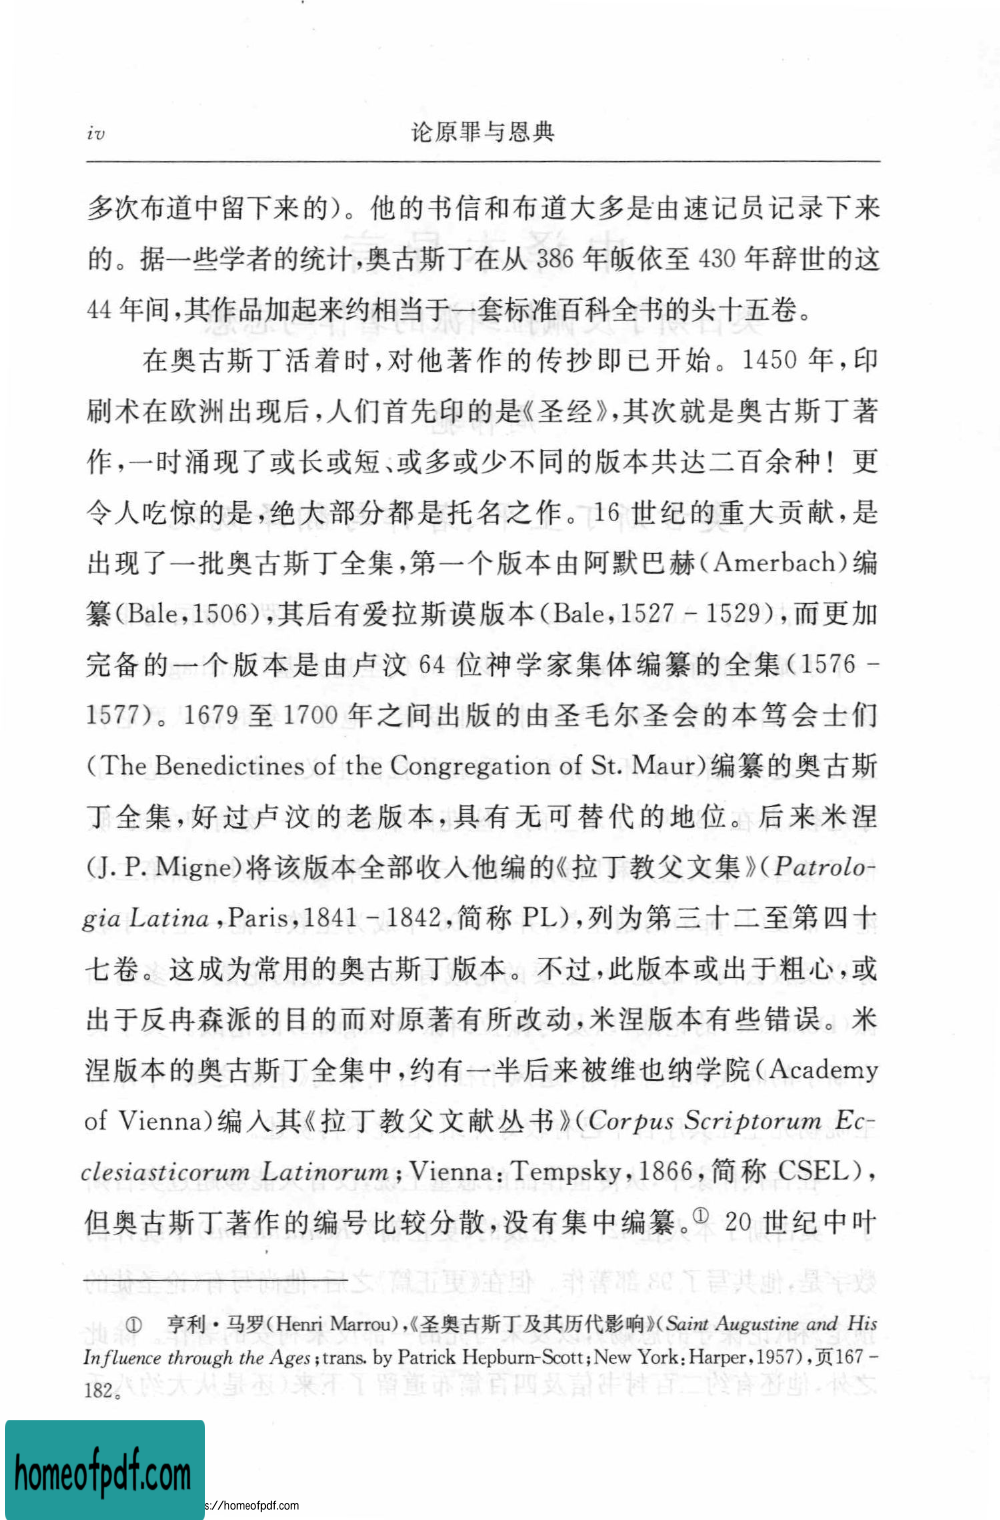 iv
论原罪与恩典
多次布道中留下来的)。他的书信和布道大多是由速记员记录下来
的。据一些学者的统计,奥古斯丁在从 386 年皈依至 430 年辞世的这
44 年间,其作品加起来约相当于一套标准百科全书的头十五卷。
在奥古斯丁活着时,对他著作的传抄即已开始。1450 年,印
刷术在欧洲出现后,人们首先印的是《圣经》,其次就是奥古斯丁著
作,一时涌现了或长或短、或多或少不同的版本共达二百余种! 更
令人吃惊的是,绝大部分都是托名之作。16 世纪的重大贡献,是
出现了一批奥古斯丁全集,第一个版本由阿默巴赫(Amerbach)编
纂(Bale,1506),其后有爱拉斯谟版本(Bale,1527－1529),而更加
完备的一个版本是由卢汶 64 位神学家集体编纂的全集(1576－
1577)。1679 至 1700 年之间出版的由圣毛尔圣会的本笃会士们
(The Benedictines of the Congregation of St. Maur)编纂的奥古斯
丁全集,好过卢汶的老版本,具有无可替代的地位。后来米涅
(J. P. Migne)将该版本全部收入他编的《拉丁教父文集》(Patrolo-
gia Latina,Paris,1841－1842,简称 PL),列为第三十二至第四十
七卷。这成为常用的奥古斯丁版本。不过,此版本或出于粗心,或
出于反冉森派的目的而对原著有所改动,米涅版本有些错误。米
涅版本的奥古斯丁全集中,约有一半后来被维也纳学院(Academy
of Vienna)编入其《拉丁教父文献丛书》(Corpus Scriptorum Ec-
clesiasticorum Latinorum;Vienna:Tempsky,1866,简称 CSEL),
但奥古斯丁著作的编号比较分散,没有集中编纂。① 20 世纪中叶
① 亨利·马罗(Henri Marrou),《圣奥古斯丁及其历代影响》(Saint Augustine and His
Influence through the Ages;trans. by Patrick Hepburn-Scott;New York:Harper,1957),页167－
182。
homeofpdf.com
s://homeofpdf.com